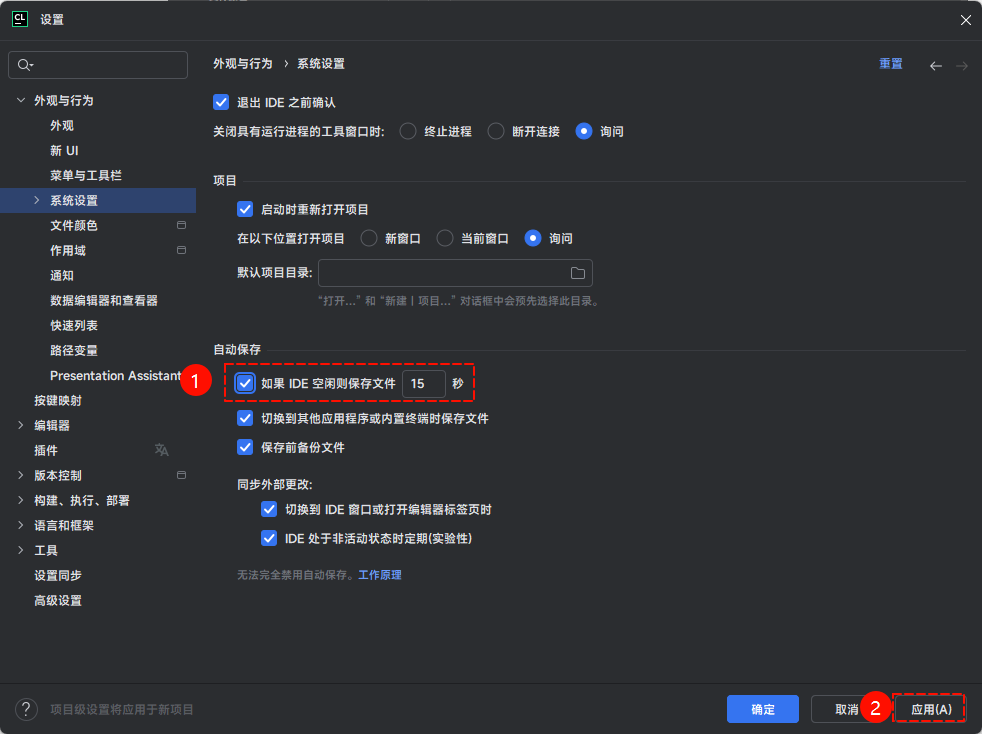 CL 设置
外观与行为 › 系统设置
重置
外观与行为
外观
新 UI
菜单与工具栏
系统设置
文件颜色
作用域
通知
数据编辑器和查看器
快速列表
路径变量
Presentation Assistant
按键映射
编辑器
插件
版本控制
构建、执行、部署
语言和框架
工具
设置同步
高级设置
退出 IDE 之前确认
关闭具有运行进程的工具窗口时: 终止进程 断开连接 询问
项目
启动时重新打开项目
在以下位置打开项目 新窗口 当前窗口 询问
默认项目目录:
“打开...” 和 “新建 | 项目...” 对话框中会预先选择此目录。
自动保存
1
如果 IDE 空闲则保存文件 15 秒
切换到其他应用程序或内置终端时保存文件
保存前备份文件
同步外部更改:
切换到 IDE 窗口或打开编辑器标签页时
IDE 处于非活动状态时定期(实验性)
无法完全禁用自动保存。工作原理
? 项目级设置将应用于新项目
确定 取消 2 应用(A)